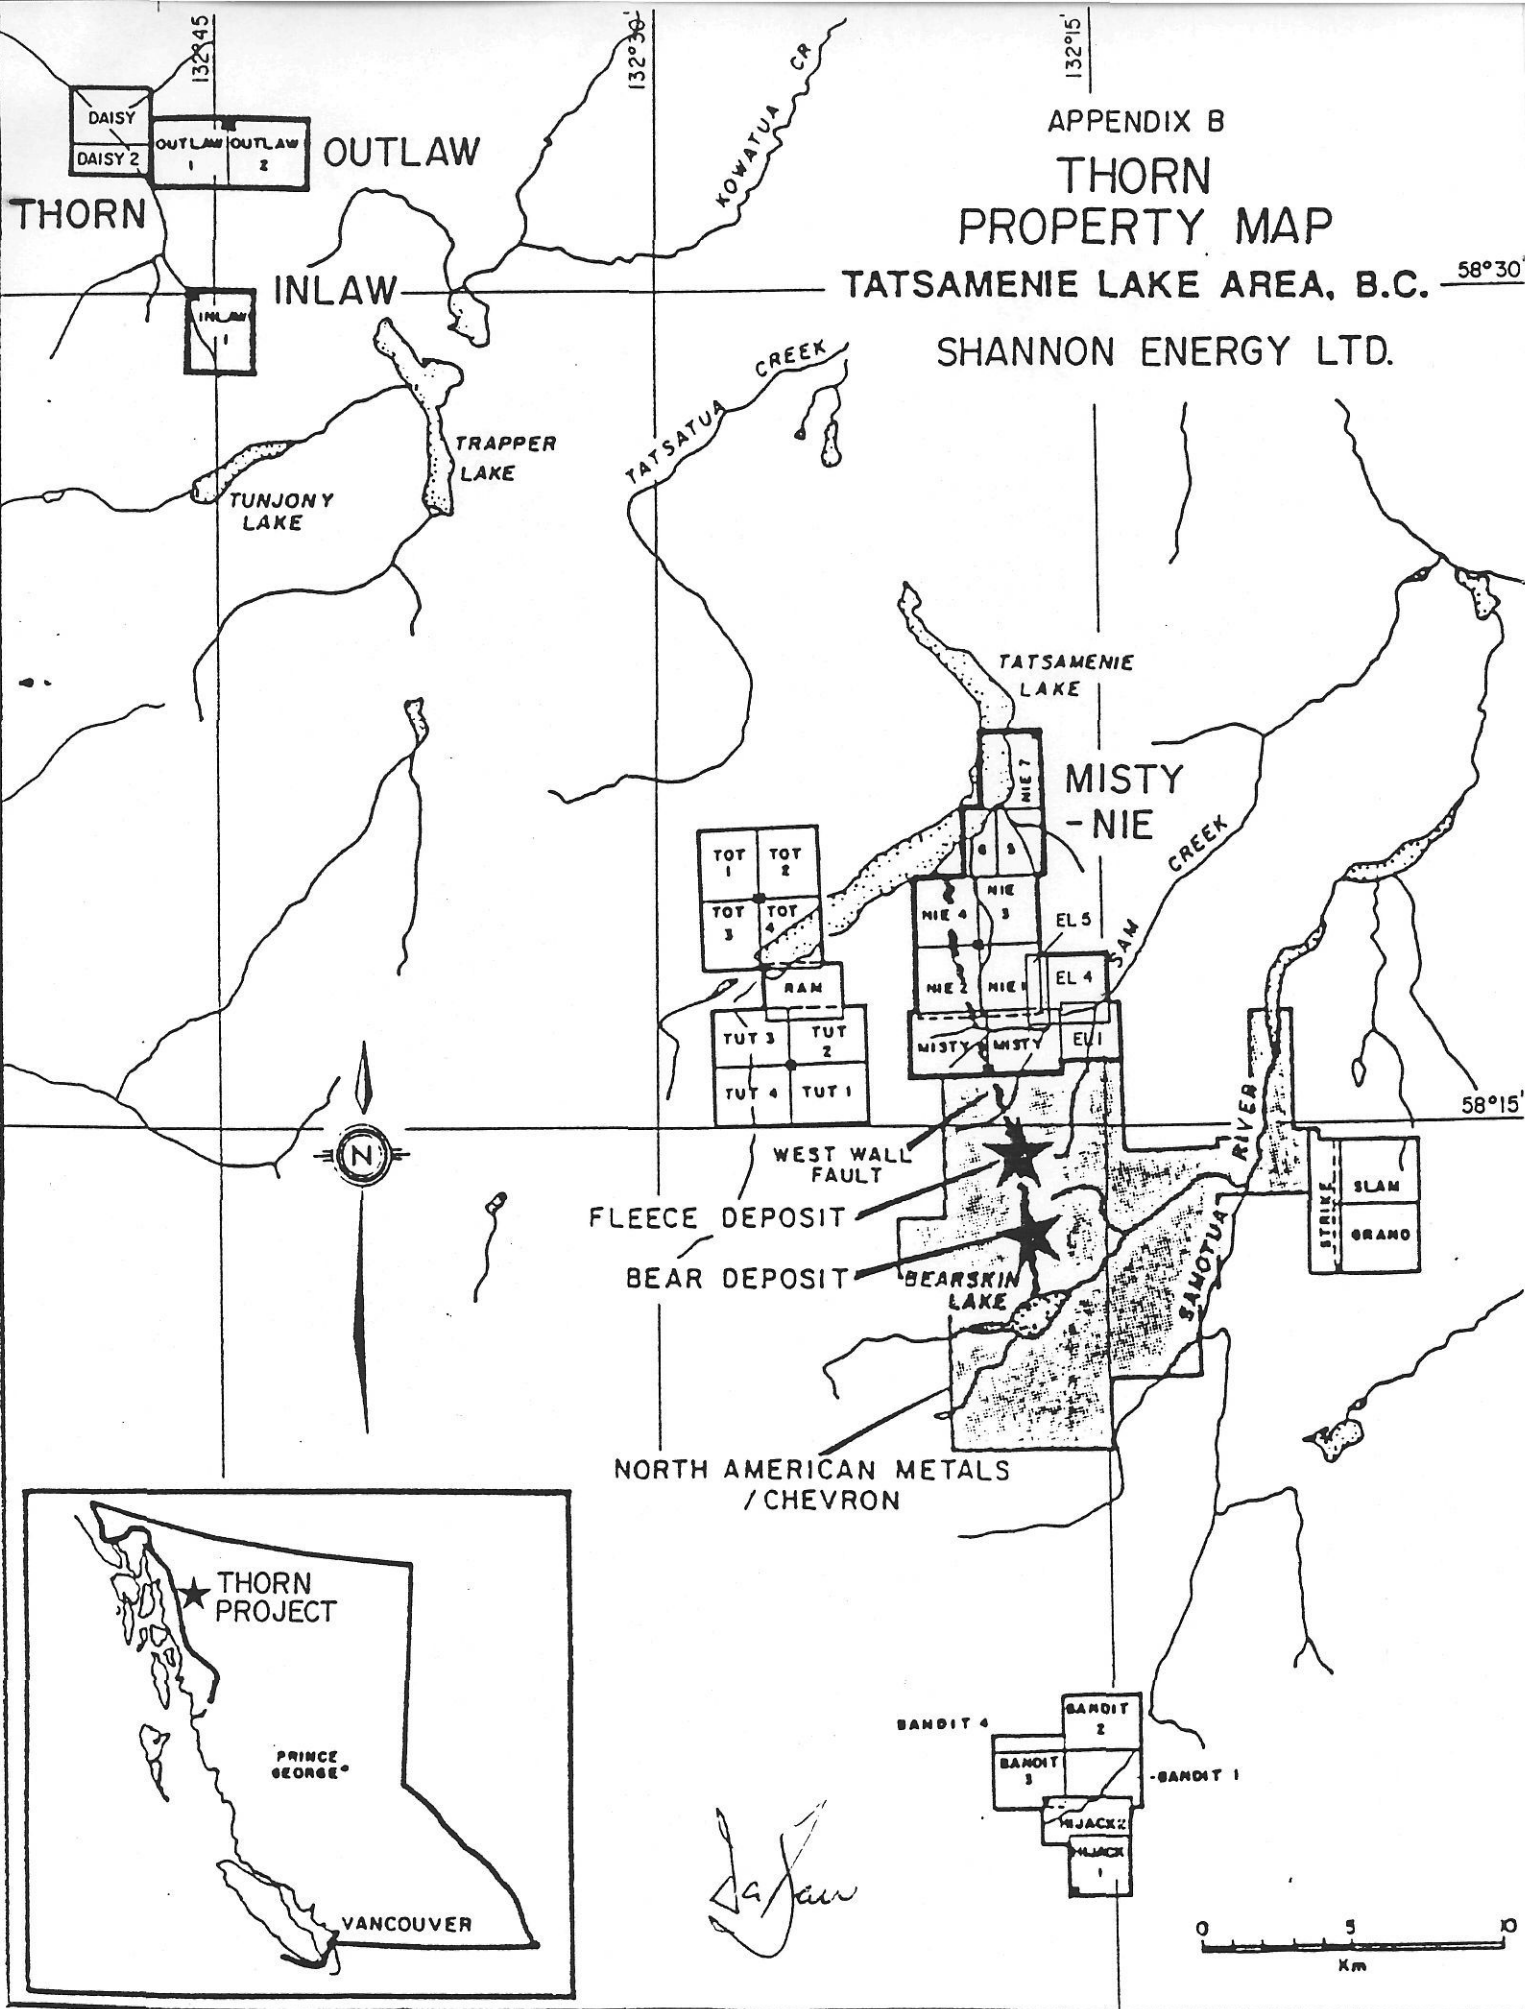 132°45
132°30'
132°15'
APPENDIX B
THORN
PROPERTY MAP
TATSAMENIE LAKE AREA, B.C.
58°30'
SHANNON ENERGY LTD.
DAISY
DAISY 2
OUTLAW
1
OUTLAW
2
OUTLAW
THORN
INLAW
INLAW
1
KOWATUA CR
TATSATUA CREEK
TRAPPER
LAKE
TUNJONY
LAKE
TATSAMENIE
LAKE
MISTY
- NIE
NIE 7
6
5
NIE
3
NIE 4
NIE 2
NIE 1
EL 5
EL 4
EL 1
MISTY
MISTY
SAM CREEK
TOT
1
TOT
2
TOT
3
TOT
4
RAM
TUT 3
TUT
2
TUT 4
TUT 1
58°15'
N
WEST WALL
FAULT
FLEECE DEPOSIT
BEAR DEPOSIT
BEARSKIN
LAKE
SAMOTUA RIVER
STRIKE
SLAM
GRAND
NORTH AMERICAN METALS
/CHEVRON
THORN
PROJECT
PRINCE
GEORGE
VANCOUVER
BANDIT 4
BANDIT
2
BANDIT
3
-BANDIT 1
HIJACK 2
HIJACK
1
0 5 10
Km